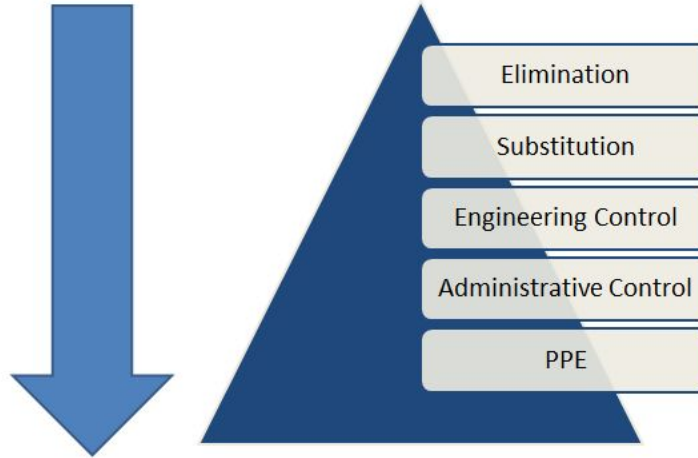 Elimination
Substitution
Engineering Control
Administrative Control
PPE